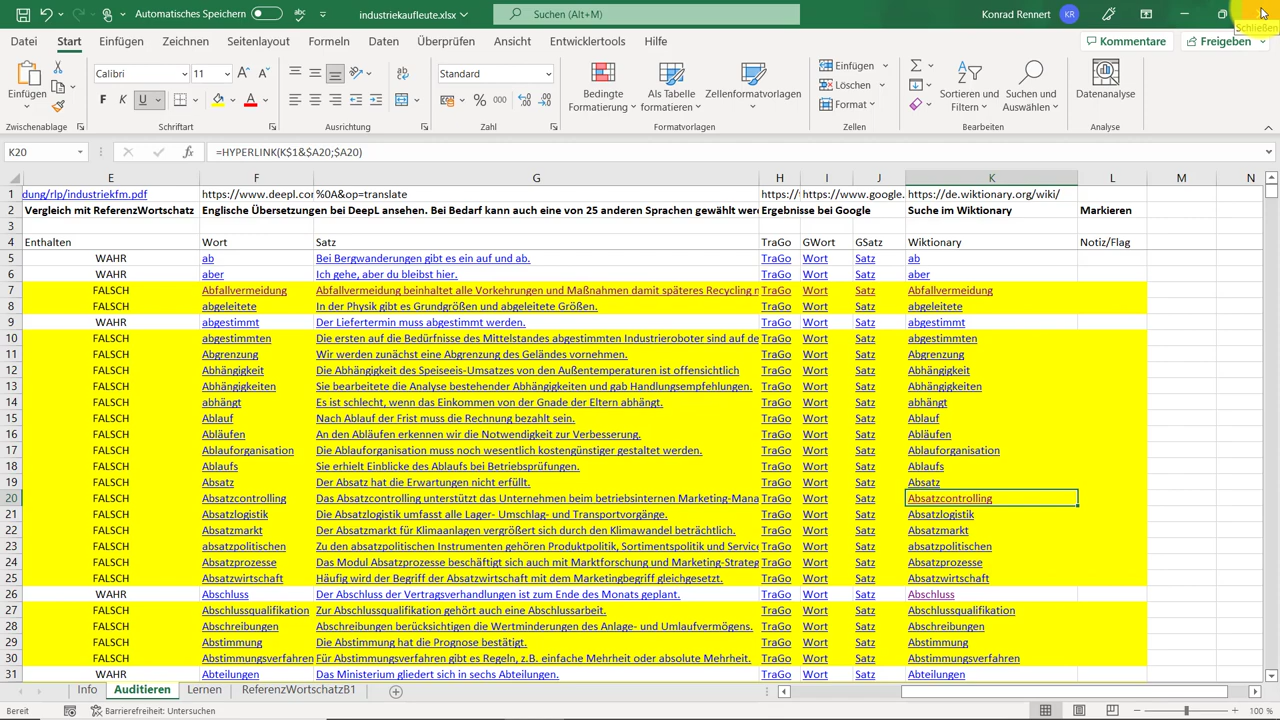 Automatisches Speichern industriekaufleute.xlsx Suchen (Alt+M) Konrad Rennert KR
Schließen
Datei Start Einfügen Zeichnen Seitenlayout Formeln Daten Überprüfen Ansicht Entwicklertools Hilfe Kommentare Freigeben
Einfügen Calibri 11 Standard Bedingte Formatierung Als Tabelle formatieren Zellenformatvorlagen Einfügen Löschen Format Sortieren und Filtern Suchen und Auswählen Datenanalyse
F K U A % 000
Zwischenablage Schriftart Ausrichtung Zahl Formatvorlagen Zellen Bearbeiten Analyse
K20 fx =HYPERLINK(K$1&$A20;$A20)
E F G H I J K L M N
1 dung/rlp/industriekfm.pdf https://www.deepl.cor %0A&op=translate https:// https://www.google. https://de.wiktionary.org/wiki/
2 Vergleich mit ReferenzWortschatz Englische Übersetzungen bei DeepL ansehen. Bei Bedarf kann auch eine von 25 anderen Sprachen gewählt wer Ergebnisse bei Google Suche im Wiktionary Markieren
3
4 Enthalten Wort Satz TraGo GWort GSatz Wiktionary Notiz/Flag
5 WAHR ab Bei Bergwanderungen gibt es ein auf und ab. TraGo Wort Satz ab
6 WAHR aber Ich gehe, aber du bleibst hier. TraGo Wort Satz aber
7 FALSCH Abfallvermeidung Abfallvermeidung beinhaltet alle Vorkehrungen und Maßnahmen damit späteres Recycling n TraGo Wort Satz Abfallvermeidung
8 FALSCH abgeleitete In der Physik gibt es Grundgrößen und abgeleitete Größen. TraGo Wort Satz abgeleitete
9 WAHR abgestimmt Der Liefertermin muss abgestimmt werden. TraGo Wort Satz abgestimmt
10 FALSCH abgestimmten Die ersten auf die Bedürfnisse des Mittelstandes abgestimmten Industrieroboter sind auf de TraGo Wort Satz abgestimmten
11 FALSCH Abgrenzung Wir werden zunächst eine Abgrenzung des Geländes vornehmen. TraGo Wort Satz Abgrenzung
12 FALSCH Abhängigkeit Die Abhängigkeit des Speiseeis-Umsatzes von den Außentemperaturen ist offensichtlich TraGo Wort Satz Abhängigkeit
13 FALSCH Abhängigkeiten Sie bearbeitete die Analyse bestehender Abhängigkeiten und gab Handlungsempfehlungen. TraGo Wort Satz Abhängigkeiten
14 FALSCH abhängt Es ist schlecht, wenn das Einkommen von der Gnade der Eltern abhängt. TraGo Wort Satz abhängt
15 FALSCH Ablauf Nach Ablauf der Frist muss die Rechnung bezahlt sein. TraGo Wort Satz Ablauf
16 FALSCH Abläufen An den Abläufen erkennen wir die Notwendigkeit zur Verbesserung. TraGo Wort Satz Abläufen
17 FALSCH Ablauforganisation Die Ablauforganisation muss noch wesentlich kostengünstiger gestaltet werden. TraGo Wort Satz Ablauforganisation
18 FALSCH Ablaufs Sie erhielt Einblicke des Ablaufs bei Betriebsprüfungen. TraGo Wort Satz Ablaufs
19 FALSCH Absatz Der Absatz hat die Erwartungen nicht erfüllt. TraGo Wort Satz Absatz
20 FALSCH Absatzcontrolling Das Absatzcontrolling unterstützt das Unternehmen beim betriebsinternen Marketing-Mana TraGo Wort Satz Absatzcontrolling
21 FALSCH Absatzlogistik Die Absatzlogistik umfasst alle Lager- Umschlag- und Transportvorgänge. TraGo Wort Satz Absatzlogistik
22 FALSCH Absatzmarkt Der Absatzmarkt für Klimaanlagen vergrößert sich durch den Klimawandel beträchtlich. TraGo Wort Satz Absatzmarkt
23 FALSCH absatzpolitischen Zu den absatzpolitischen Instrumenten gehören Produktpolitik, Sortimentspolitik und Service TraGo Wort Satz absatzpolitischen
24 FALSCH Absatzprozesse Das Modul Absatzprozesse beschäftigt sich auch mit Marktforschung und Marketing-Strateg TraGo Wort Satz Absatzprozesse
25 FALSCH Absatzwirtschaft Häufig wird der Begriff der Absatzwirtschaft mit dem Marketingbegriff gleichgesetzt. TraGo Wort Satz Absatzwirtschaft
26 WAHR Abschluss Der Abschluss der Vertragsverhandlungen ist zum Ende des Monats geplant. TraGo Wort Satz Abschluss
27 FALSCH Abschlussqualifikation Zur Abschlussqualifikation gehört auch eine Abschlussarbeit. TraGo Wort Satz Abschlussqualifikation
28 FALSCH Abschreibungen Abschreibungen berücksichtigen die Wertminderungen des Anlage- und Umlaufvermögens. TraGo Wort Satz Abschreibungen
29 FALSCH Abstimmung Die Abstimmung hat die Prognose bestätigt. TraGo Wort Satz Abstimmung
30 FALSCH Abstimmungsverfahren Für Abstimmungsverfahren gibt es Regeln, z.B. einfache Mehrheit oder absolute Mehrheit. TraGo Wort Satz Abstimmungsverfahren
31 WAHR Abteilungen Das Ministerium gliedert sich in sechs Abteilungen. TraGo Wort Satz Abteilungen
Info Auditieren Lernen ReferenzWortschatzB1
Bereit Barrierefreiheit: Untersuchen 100 %